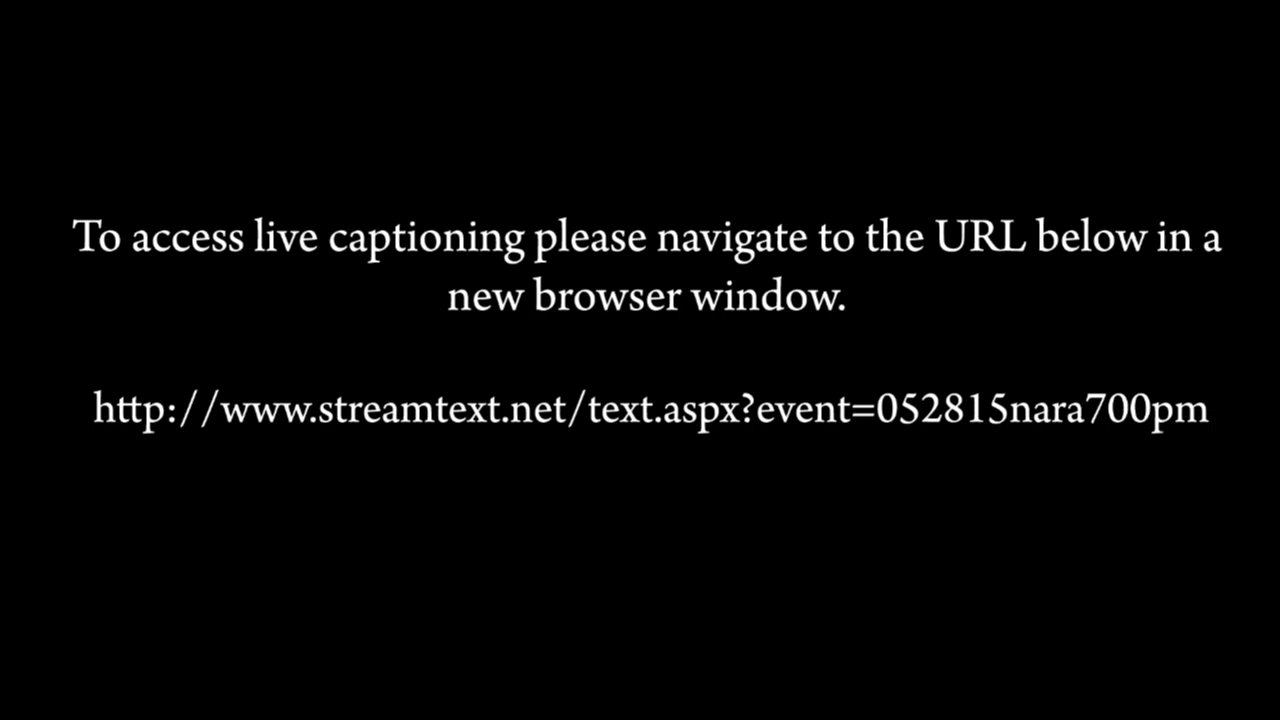 To access live captioning please navigate to the URL below in a
new browser window.
http://www.streamtext.net/text.aspx?event=052815nara700pm